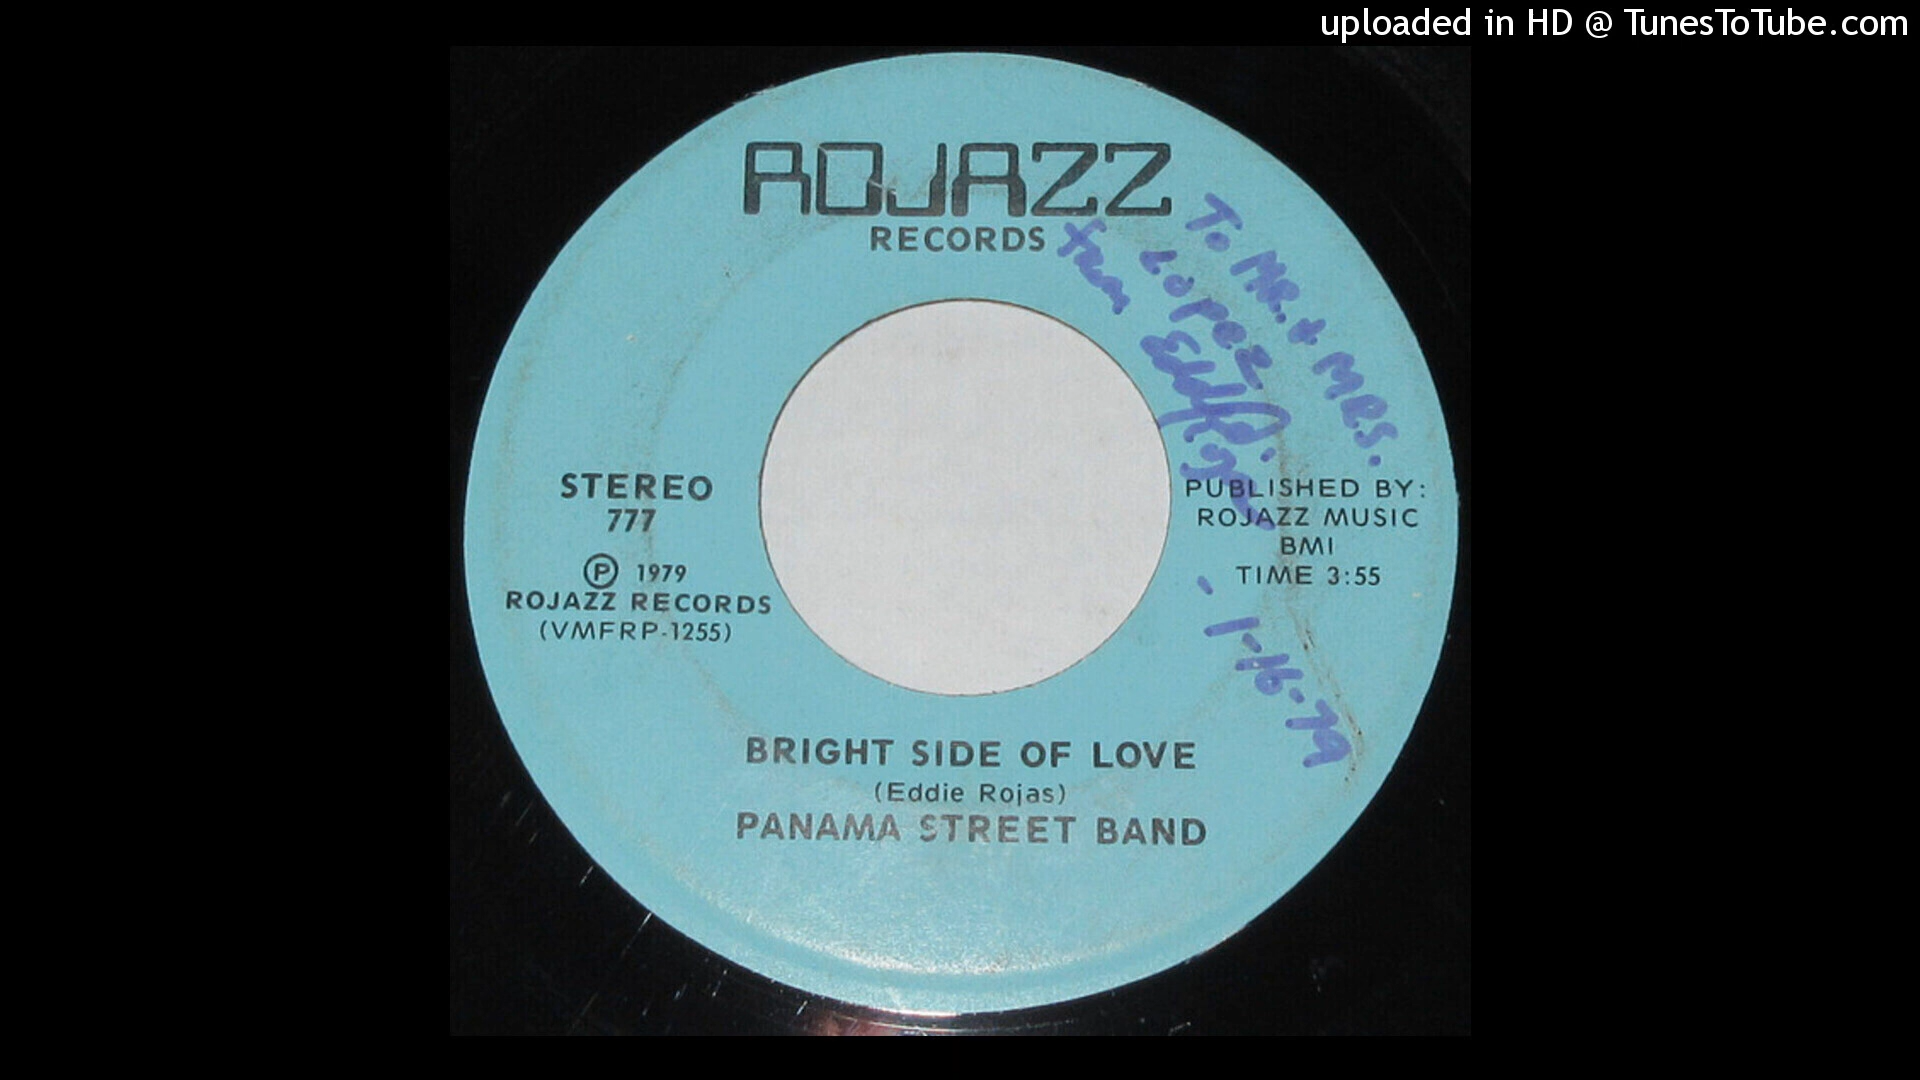 uploaded in HD @ TunesToTube.com
ROJAZZ
RECORDS
To MR. & MRS.
Lopez
from Eddie
STEREO
777
Ⓟ 1979
ROJAZZ RECORDS
(VMFRP-1255)
PUBLISHED BY:
ROJAZZ MUSIC
BMI
TIME 3:55
1-16-79
BRIGHT SIDE OF LOVE
(Eddie Rojas)
PANAMA STREET BAND